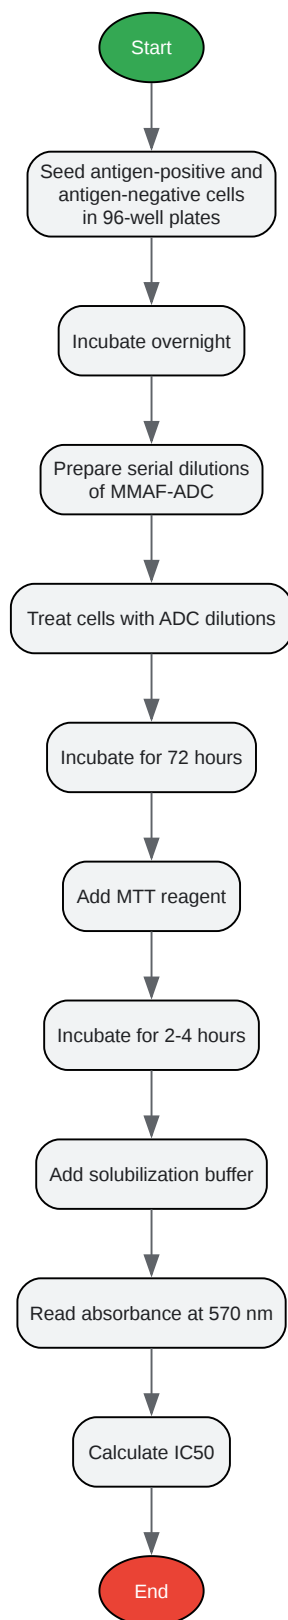 Start
Seed antigen-positive and
antigen-negative cells
in 96-well plates
Incubate overnight
Prepare serial dilutions
of MMAF-ADC
Treat cells with ADC dilutions
Incubate for 72 hours
Add MTT reagent
Incubate for 2-4 hours
Add solubilization buffer
Read absorbance at 570 nm
Calculate IC50
End